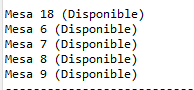 Mesa 18 (Disponible)
Mesa 6 (Disponible)
Mesa 7 (Disponible)
Mesa 8 (Disponible)
Mesa 9 (Disponible)
--------------------------------